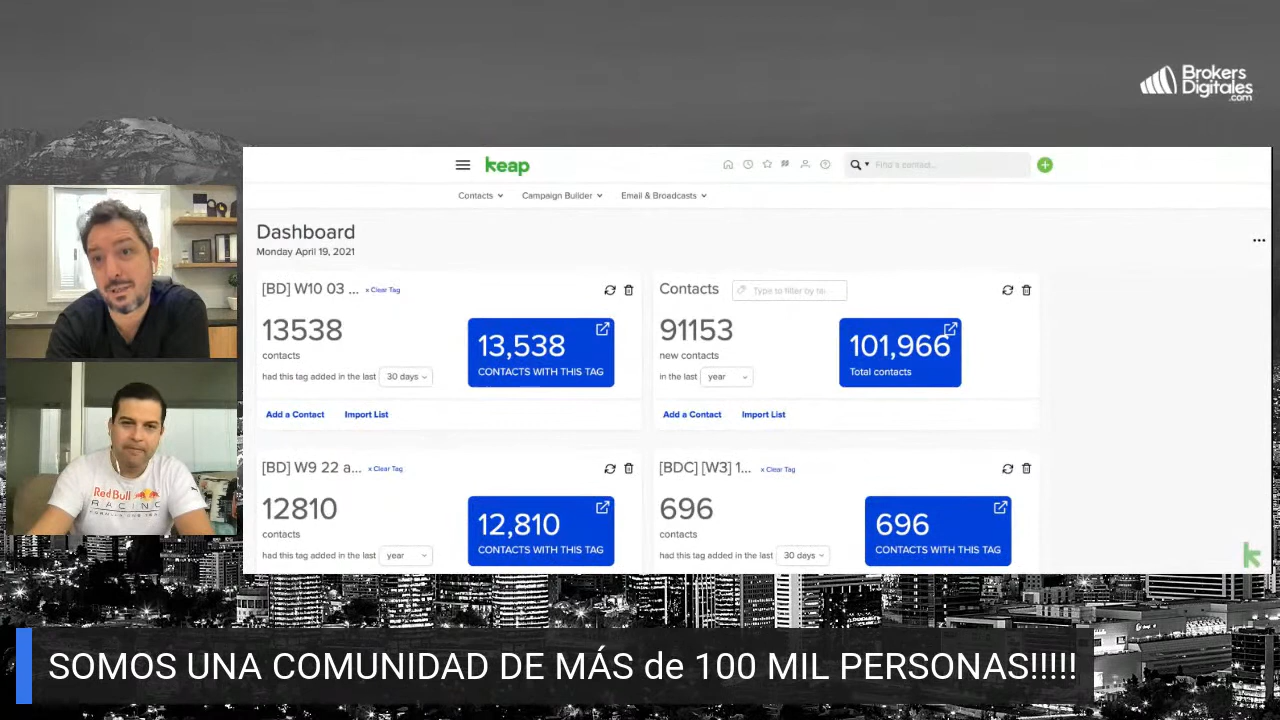 Brokers
Digitales
.com
keap
Contacts
Campaign Builder
Email & Broadcasts
Dashboard
Monday April 19, 2021
[BD] W10 03 ...
x Clear Tag
13538
contacts
had this tag added in the last 30 days
13,538
CONTACTS WITH THIS TAG
Add a Contact
Import List
Contacts
91153
new contacts
in the last year
101,966
Total contacts
Add a Contact
Import List
[BD] W9 22 a...
x Clear Tag
12810
contacts
had this tag added in the last year
12,810
CONTACTS WITH THIS TAG
[BDC] [W3] 1...
x Clear Tag
696
contacts
had this tag added in the last 30 days
696
CONTACTS WITH THIS TAG
Red Bull
RACING
SOMOS UNA COMUNIDAD DE MÁS de 100 MIL PERSONAS!!!!!